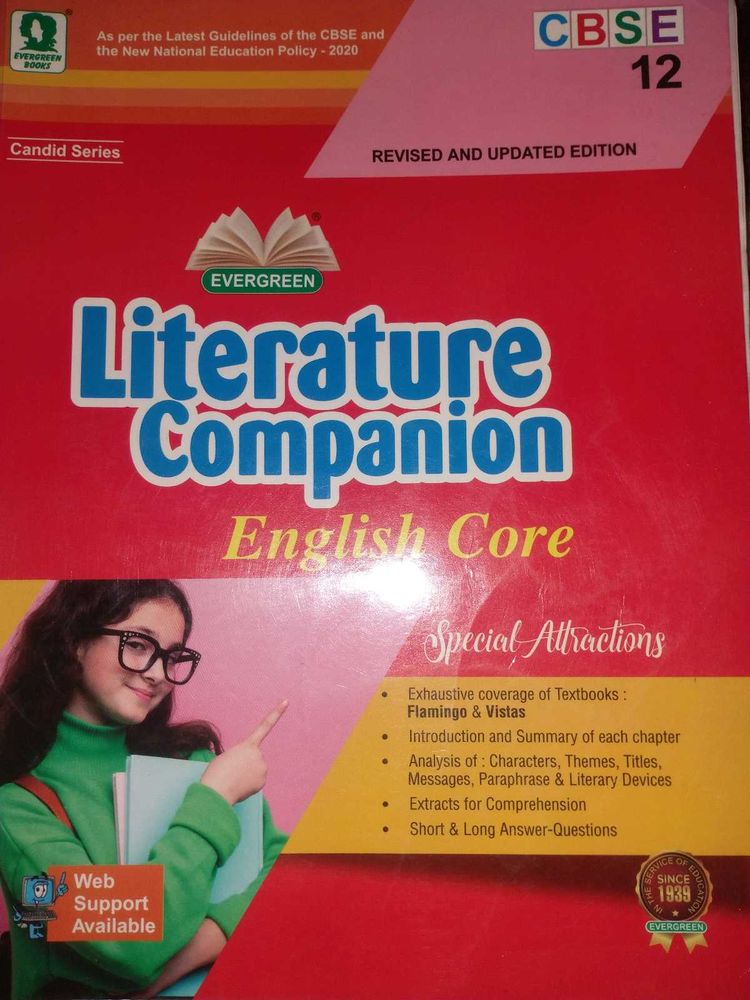 EVERGREEN
BOOKS
As per the Latest Guidelines of the CBSE and
the New National Education Policy - 2020
CBSE
12
Candid Series
REVISED AND UPDATED EDITION
®
EVERGREEN
Literature
Companion
English Core
Special Attractions
• Exhaustive coverage of Textbooks :
Flamingo & Vistas
• Introduction and Summary of each chapter
• Analysis of : Characters, Themes, Titles,
Messages, Paraphrase & Literary Devices
• Extracts for Comprehension
• Short & Long Answer-Questions
Web
Support
Available
IN THE SERVICE OF EDUCATION
SINCE
1939
EVERGREEN